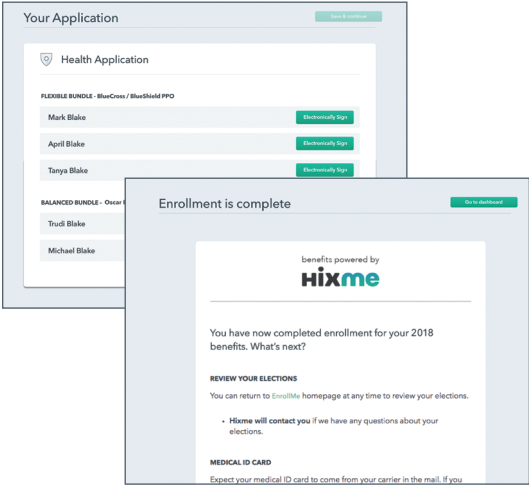 Your Application
Save & continue
Health Application
FLEXIBLE BUNDLE - BlueCross / BlueShield PPO
Mark Blake
Electronically Sign
April Blake
Electronically Sign
Tanya Blake
Electronically Sign
BALANCED BUNDLE - Oscar
Trudi Blake
Michael Blake
Enrollment is complete
Go to dashboard
benefits powered by
Hixme
You have now completed enrollment for your 2018
benefits. What's next?
REVIEW YOUR ELECTIONS
You can return to EnrollMe homepage at any time to review your elections.
• Hixme will contact you if we have any questions about your
elections.
MEDICAL ID CARD
Expect your medical ID card to come from your carrier in the mail. If you